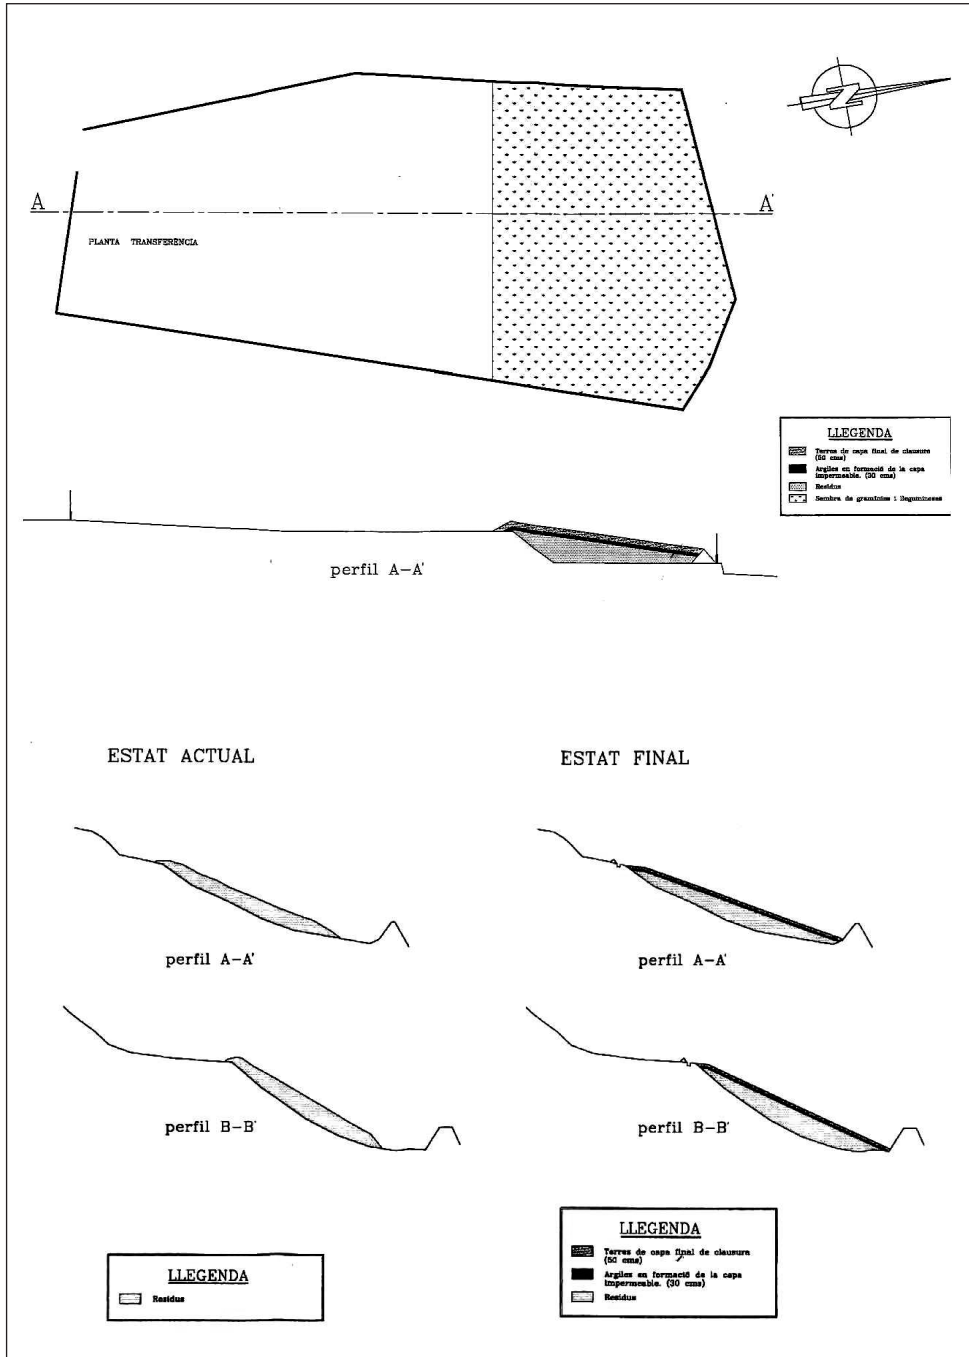 N
A A'
PLANTA TRANSFERÈNCIA
LLEGENDA
Terres de capa final de clausura
(50 cms)
Argiles en formació de la capa
impermeable. (30 cms)
Residus
Sembra de gramínies i lleguminoses
perfil A-A'
ESTAT ACTUAL
ESTAT FINAL
perfil A-A'
perfil A-A'
perfil B-B'
perfil B-B'
LLEGENDA
Residus
LLEGENDA
Terres de capa final de clausura
(50 cms)
Argiles en formació de la capa
impermeable. (30 cms)
Residus